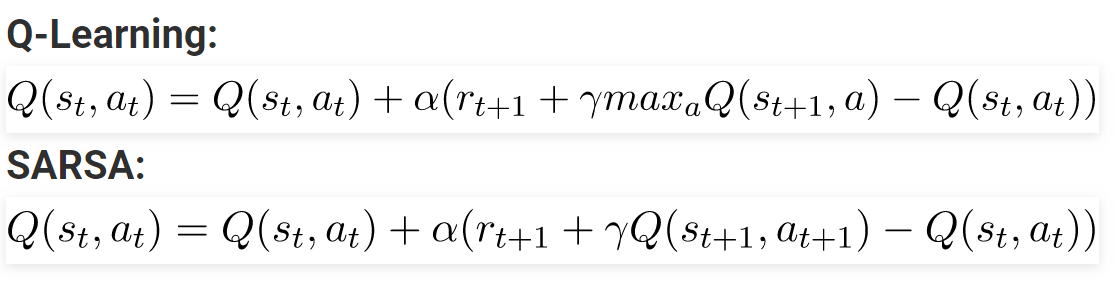 Q-Learning:
Q(s_t, a_t) = Q(s_t, a_t) + α(r_{t+1} + γmax_aQ(s_{t+1}, a) − Q(s_t, a_t))
SARSA:
Q(s_t, a_t) = Q(s_t, a_t) + α(r_{t+1} + γQ(s_{t+1}, a_{t+1}) − Q(s_t, a_t))